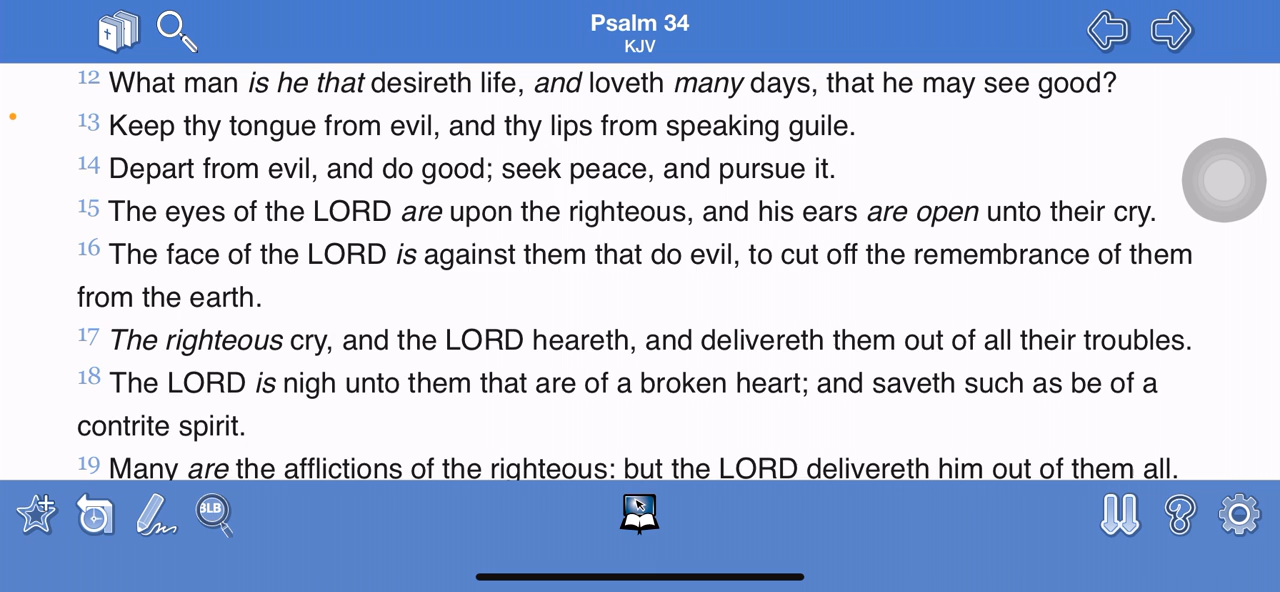 Psalm 34
KJV
12 What man is he that desireth life, and loveth many days, that he may see good?
13 Keep thy tongue from evil, and thy lips from speaking guile.
14 Depart from evil, and do good; seek peace, and pursue it.
15 The eyes of the LORD are upon the righteous, and his ears are open unto their cry.
16 The face of the LORD is against them that do evil, to cut off the remembrance of them
from the earth.
17 The righteous cry, and the LORD heareth, and delivereth them out of all their troubles.
18 The LORD is nigh unto them that are of a broken heart; and saveth such as be of a
contrite spirit.
19 Many are the afflictions of the righteous: but the LORD delivereth him out of them all.
BLB